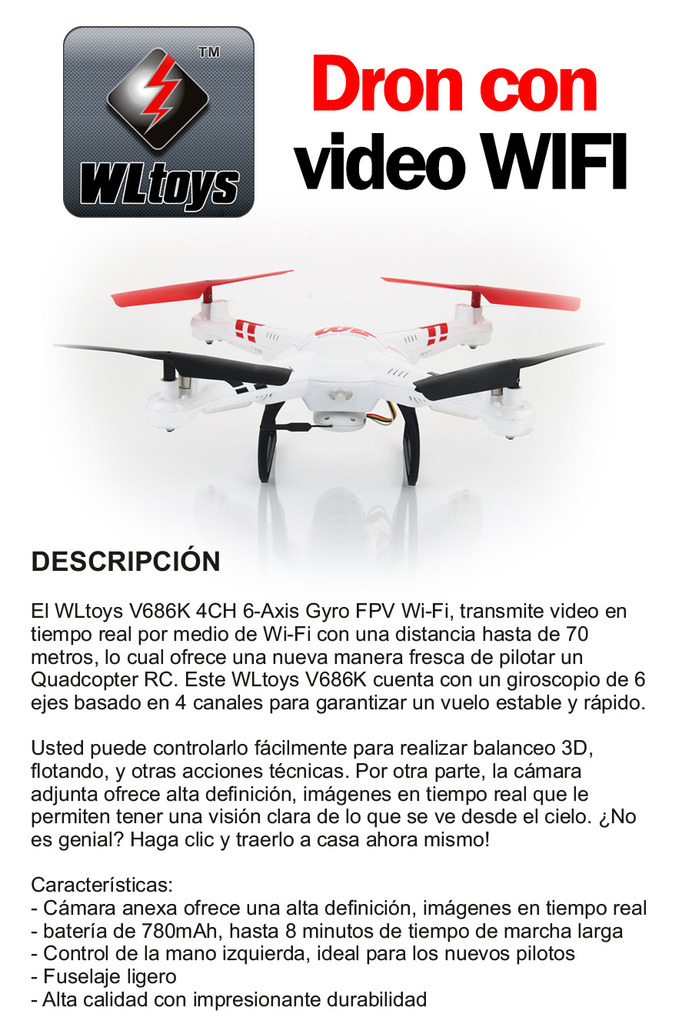 TM
WLtoys
Dron con
video WIFI
DESCRIPCIÓN
El WLtoys V686K 4CH 6-Axis Gyro FPV Wi-Fi, transmite video en
tiempo real por medio de Wi-Fi con una distancia hasta de 70
metros, lo cual ofrece una nueva manera fresca de pilotar un
Quadcopter RC. Este WLtoys V686K cuenta con un giroscopio de 6
ejes basado en 4 canales para garantizar un vuelo estable y rápido.
Usted puede controlarlo fácilmente para realizar balanceo 3D,
flotando, y otras acciones técnicas. Por otra parte, la cámara
adjunta ofrece alta definición, imágenes en tiempo real que le
permiten tener una visión clara de lo que se ve desde el cielo. ¿No
es genial? Haga clic y traerlo a casa ahora mismo!
Características:
- Cámara anexa ofrece una alta definición, imágenes en tiempo real
- batería de 780mAh, hasta 8 minutos de tiempo de marcha larga
- Control de la mano izquierda, ideal para los nuevos pilotos
- Fuselaje ligero
- Alta calidad con impresionante durabilidad